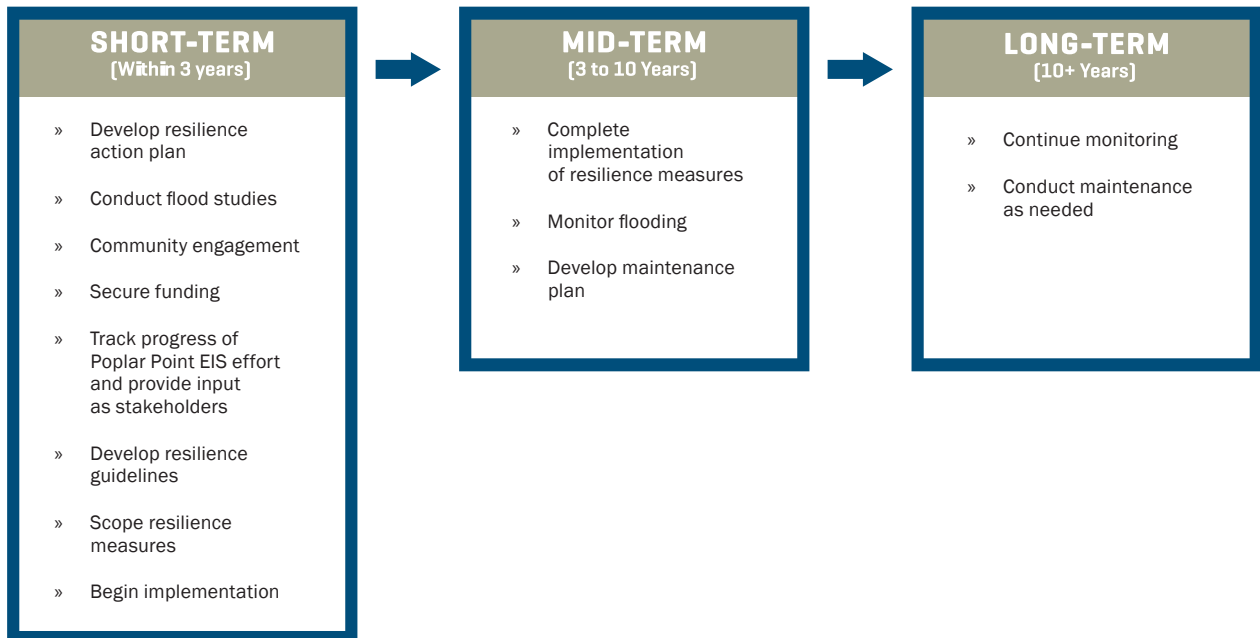 SHORT-TERM
(Within 3 years)
» Develop resilience
action plan
» Conduct flood studies
» Community engagement
» Secure funding
» Track progress of
Poplar Point EIS effort
and provide input
as stakeholders
» Develop resilience
guidelines
» Scope resilience
measures
» Begin implementation
MID-TERM
(3 to 10 Years)
» Complete
implementation
of resilience measures
» Monitor flooding
» Develop maintenance
plan
LONG-TERM
(10+ Years)
» Continue monitoring
» Conduct maintenance
as needed